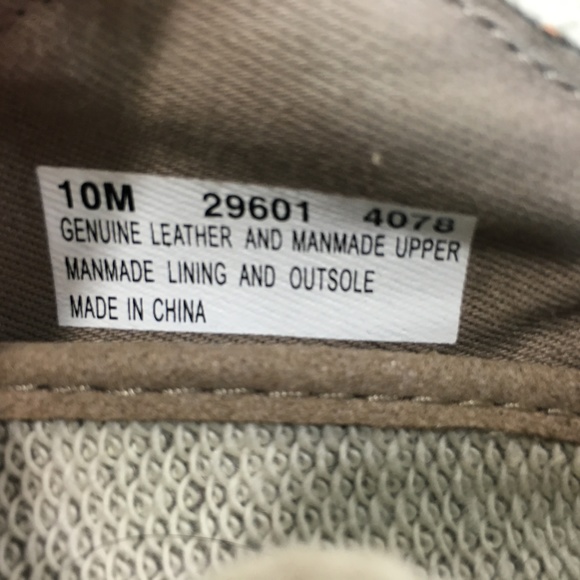 10M 29601 4078
GENUINE LEATHER AND MANMADE UPPER
MANMADE LINING AND OUTSOLE
MADE IN CHINA